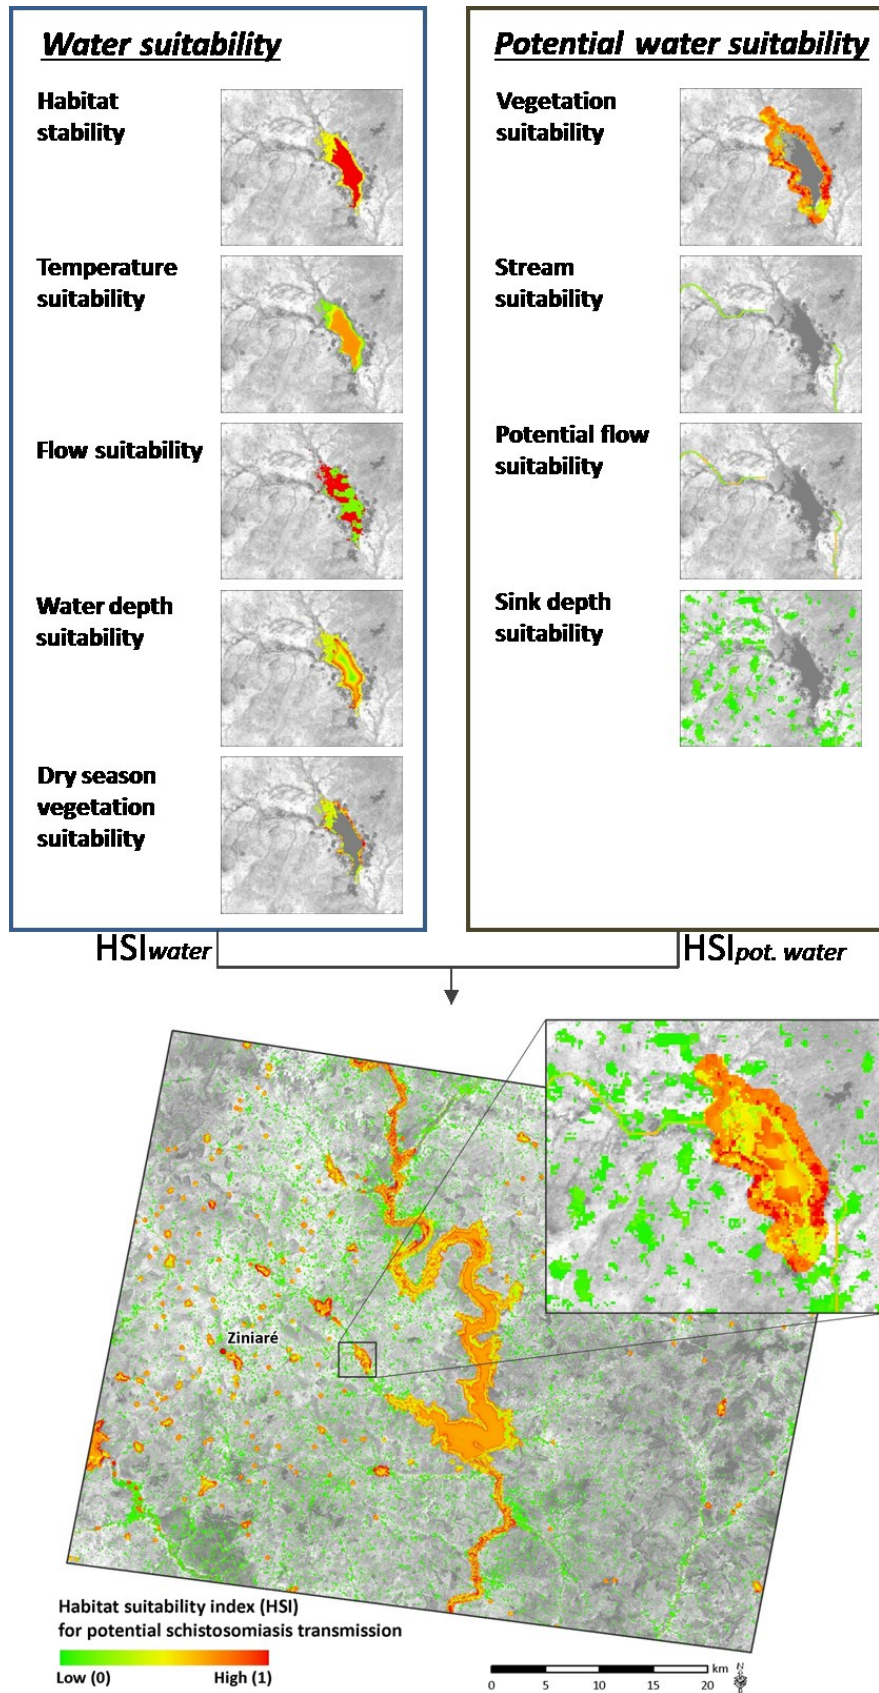 Water suitability
Habitat
stability
Temperature
suitability
Flow suitability
Water depth
suitability
Dry season
vegetation
suitability
Potential water suitability
Vegetation
suitability
Stream
suitability
Potential flow
suitability
Sink depth
suitability
HSIwater
HSIpot. water
Ziniaré
Habitat suitability index (HSI)
for potential schistosomiasis transmission
Low (0) High (1)
km
0 5 10 15 20
N